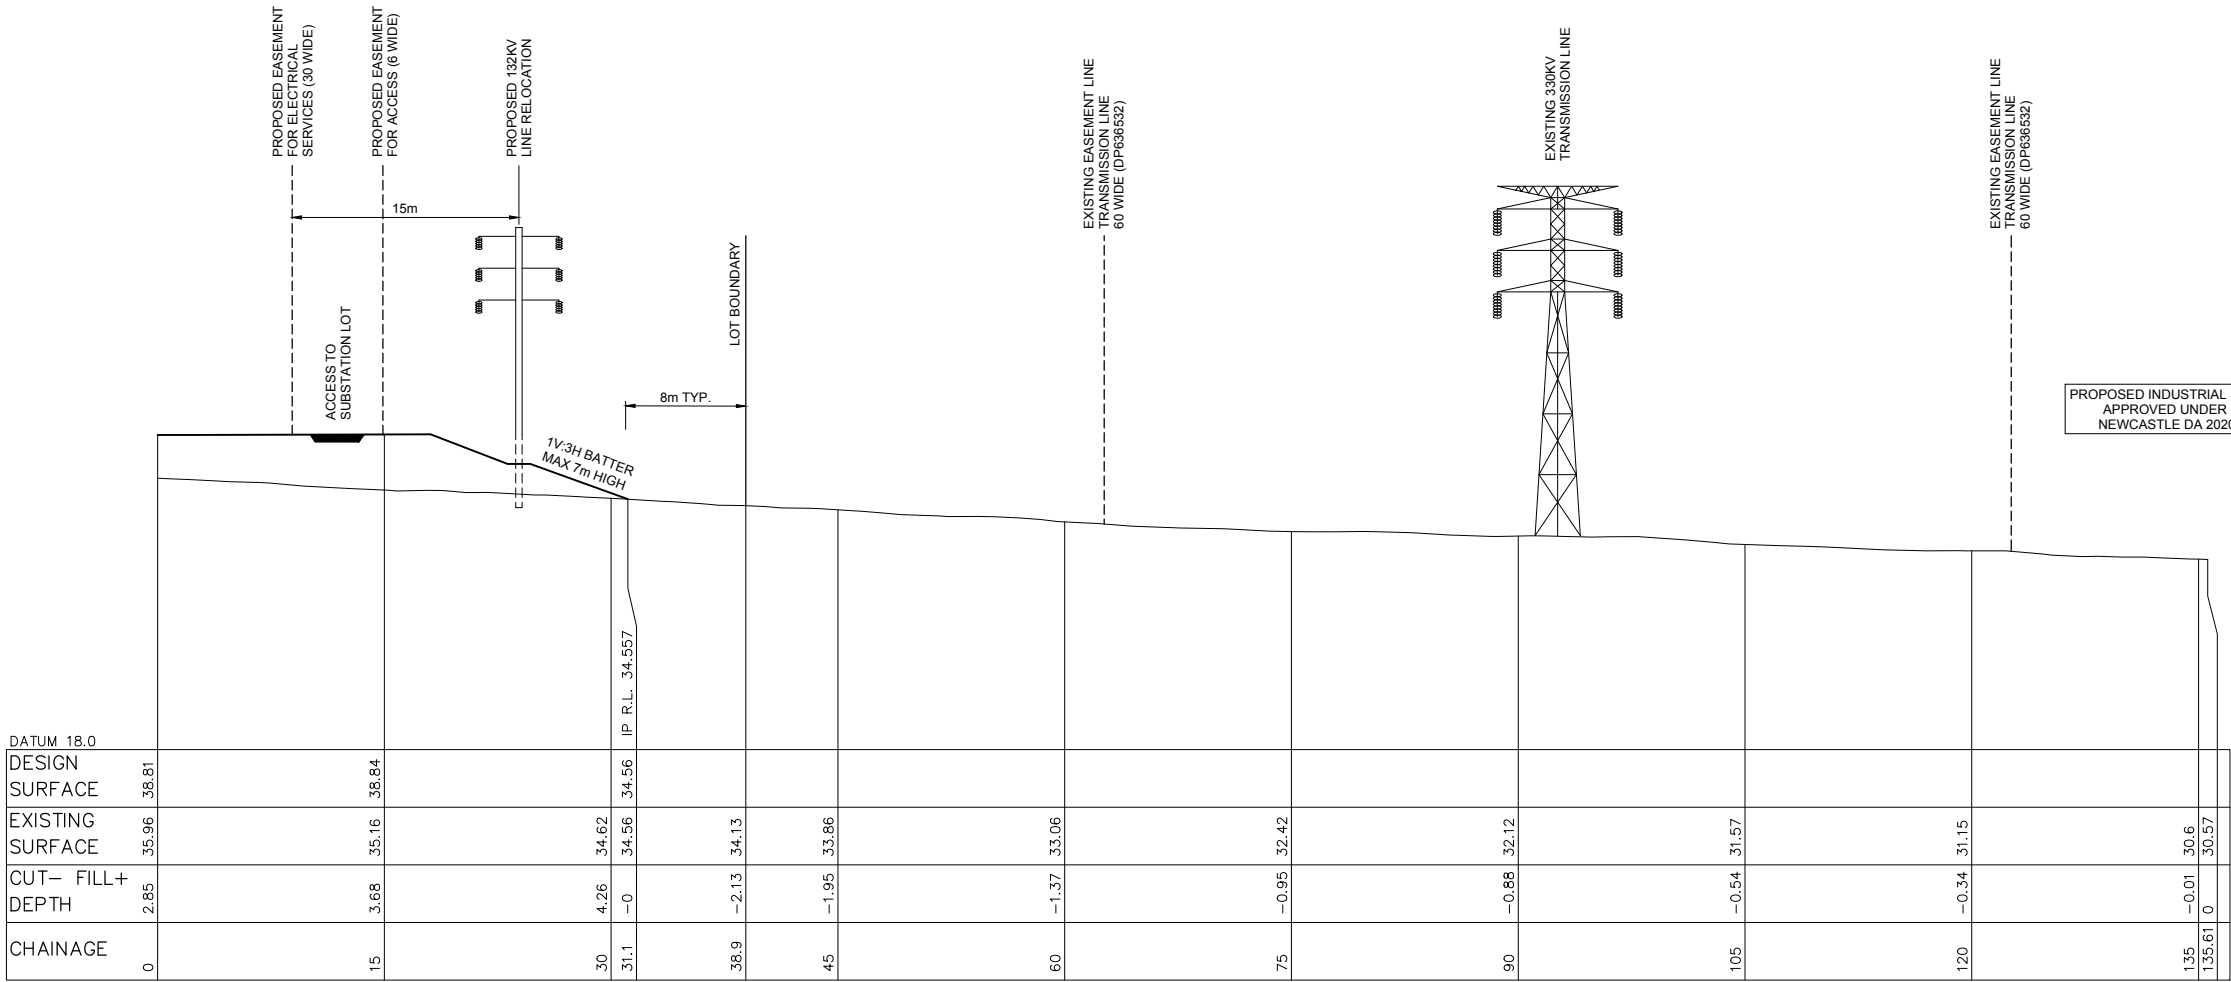 PROPOSED EASEMENT
FOR ELECTRICAL
SERVICES (30 WIDE)
PROPOSED EASEMENT
FOR ACCESS (6 WIDE)
PROPOSED 132KV
LINE RELOCATION
EXISTING EASEMENT LINE
TRANSMISSION LINE
60 WIDE (DP636532)
EXISTING 330KV
TRANSMISSION LINE
EXISTING EASEMENT LINE
TRANSMISSION LINE
60 WIDE (DP636532)
15m
ACCESS TO
SUBSTATION LOT
LOT BOUNDARY
8m TYP.
1V:3H BATTER
MAX 7m HIGH
PROPOSED INDUSTRIAL
APPROVED UNDER
NEWCASTLE DA 2020
IP R.L. 34.557
DATUM 18.0
DESIGN
SURFACE
38.81 38.84 34.56
EXISTING
SURFACE
35.96 35.16 34.62 34.56 34.13 33.86 33.06 32.42 32.12 31.57 31.15 30.6 30.57
CUT– FILL+
DEPTH
2.85 3.68 4.26 –0 –2.13 –1.95 –1.37 –0.95 –0.88 –0.54 –0.34 –0.01 0
CHAINAGE
0 15 30 31.1 38.9 45 60 75 90 105 120 135 135.61